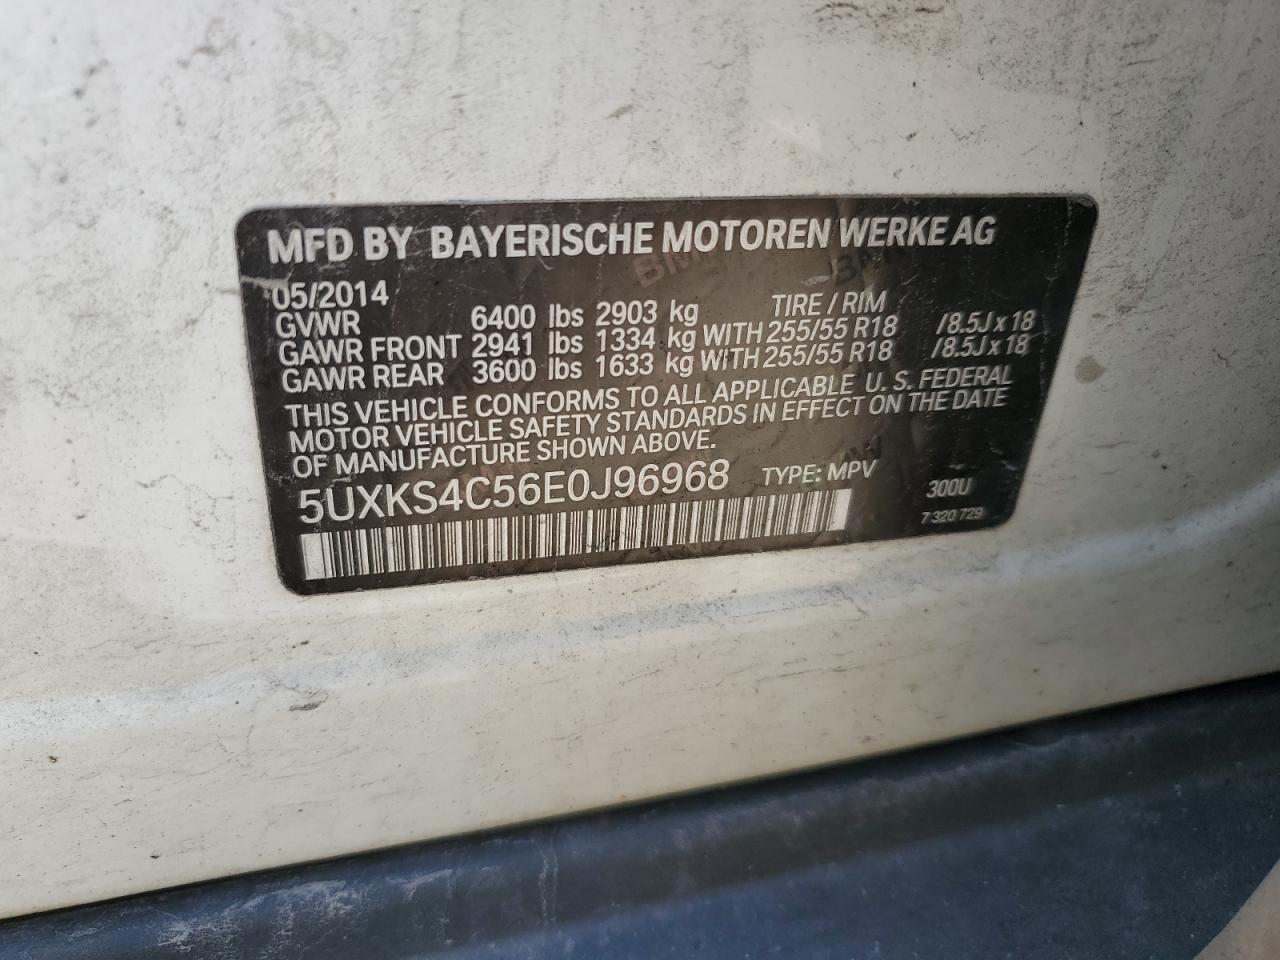 MFD BY BAYERISCHE MOTOREN WERKE AG
05/2014
TIRE / RIM
GVWR 6400 lbs 2903 kg
GAWR FRONT 2941 lbs 1334 kg WITH 255/55 R18 /8.5J x 18
GAWR REAR 3600 lbs 1633 kg WITH 255/55 R18 /8.5J x 18
THIS VEHICLE CONFORMS TO ALL APPLICABLE U. S. FEDERAL
MOTOR VEHICLE SAFETY STANDARDS IN EFFECT ON THE DATE
OF MANUFACTURE SHOWN ABOVE.
5UXKS4C56E0J96968 TYPE: MPV
300U
7 320 729